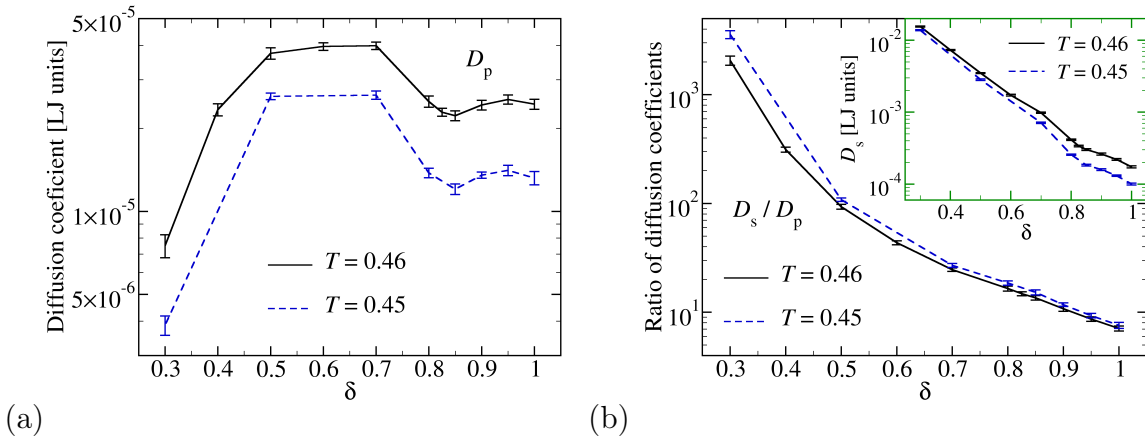 Diffusion coeficient [LJ units]
5×10⁻⁵
1×10⁻⁵
5×10⁻⁶
D_p
T = 0.46
T = 0.45
0.3 0.4 0.5 0.6 0.7 0.8 0.9 1
δ
(a)
Ratio of diffusion coefficients
10³
10²
10¹
D_s / D_p
T = 0.46
T = 0.45
0.3 0.4 0.5 0.6 0.7 0.8 0.9 1
δ
D_s [LJ units]
10⁻²
10⁻³
10⁻⁴
T = 0.46
T = 0.45
0.4 0.6 0.8 1
δ
(b)